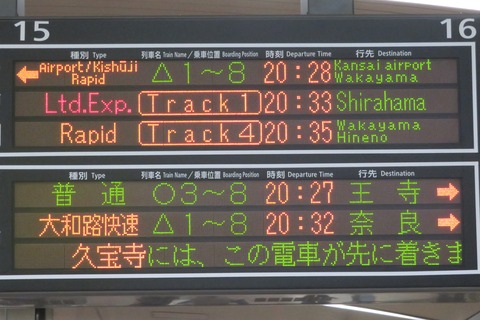 15 16
種別 Type 列車名 Train Name／乗車位置 Boarding Position 時刻 Departure Time 行先 Destination
← Airport/Kishūji Rapid △1～8 20:28 Kansai airport Wakayama
Ltd.Exp. Track1 20:33 Shirahama
Rapid Track4 20:35 Wakayama Hineno
種別 Type 列車名 Train Name／乗車位置 Boarding Position 時刻 Departure Time 行先 Destination
普通 ○3～8 20:27 王寺 →
大和路快速 △1～8 20:32 奈良 →
久宝寺には、この電車が先に着きま